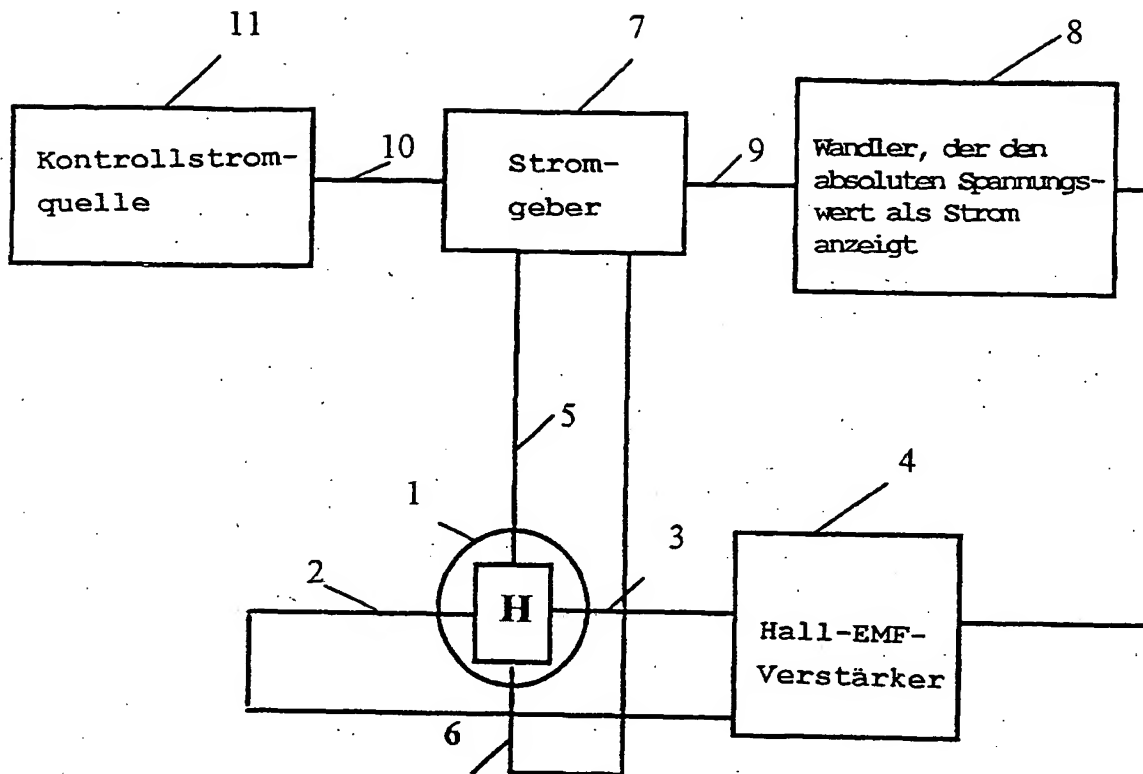 11
7
8
Kontrollstrom-
quelle
10
Strom-
geber
9
Wandler, der den
absoluten Spannungs-
wert als Strom
anzeigt
5
4
1
3
2
H
Hall-EMF-
Verstärker
6